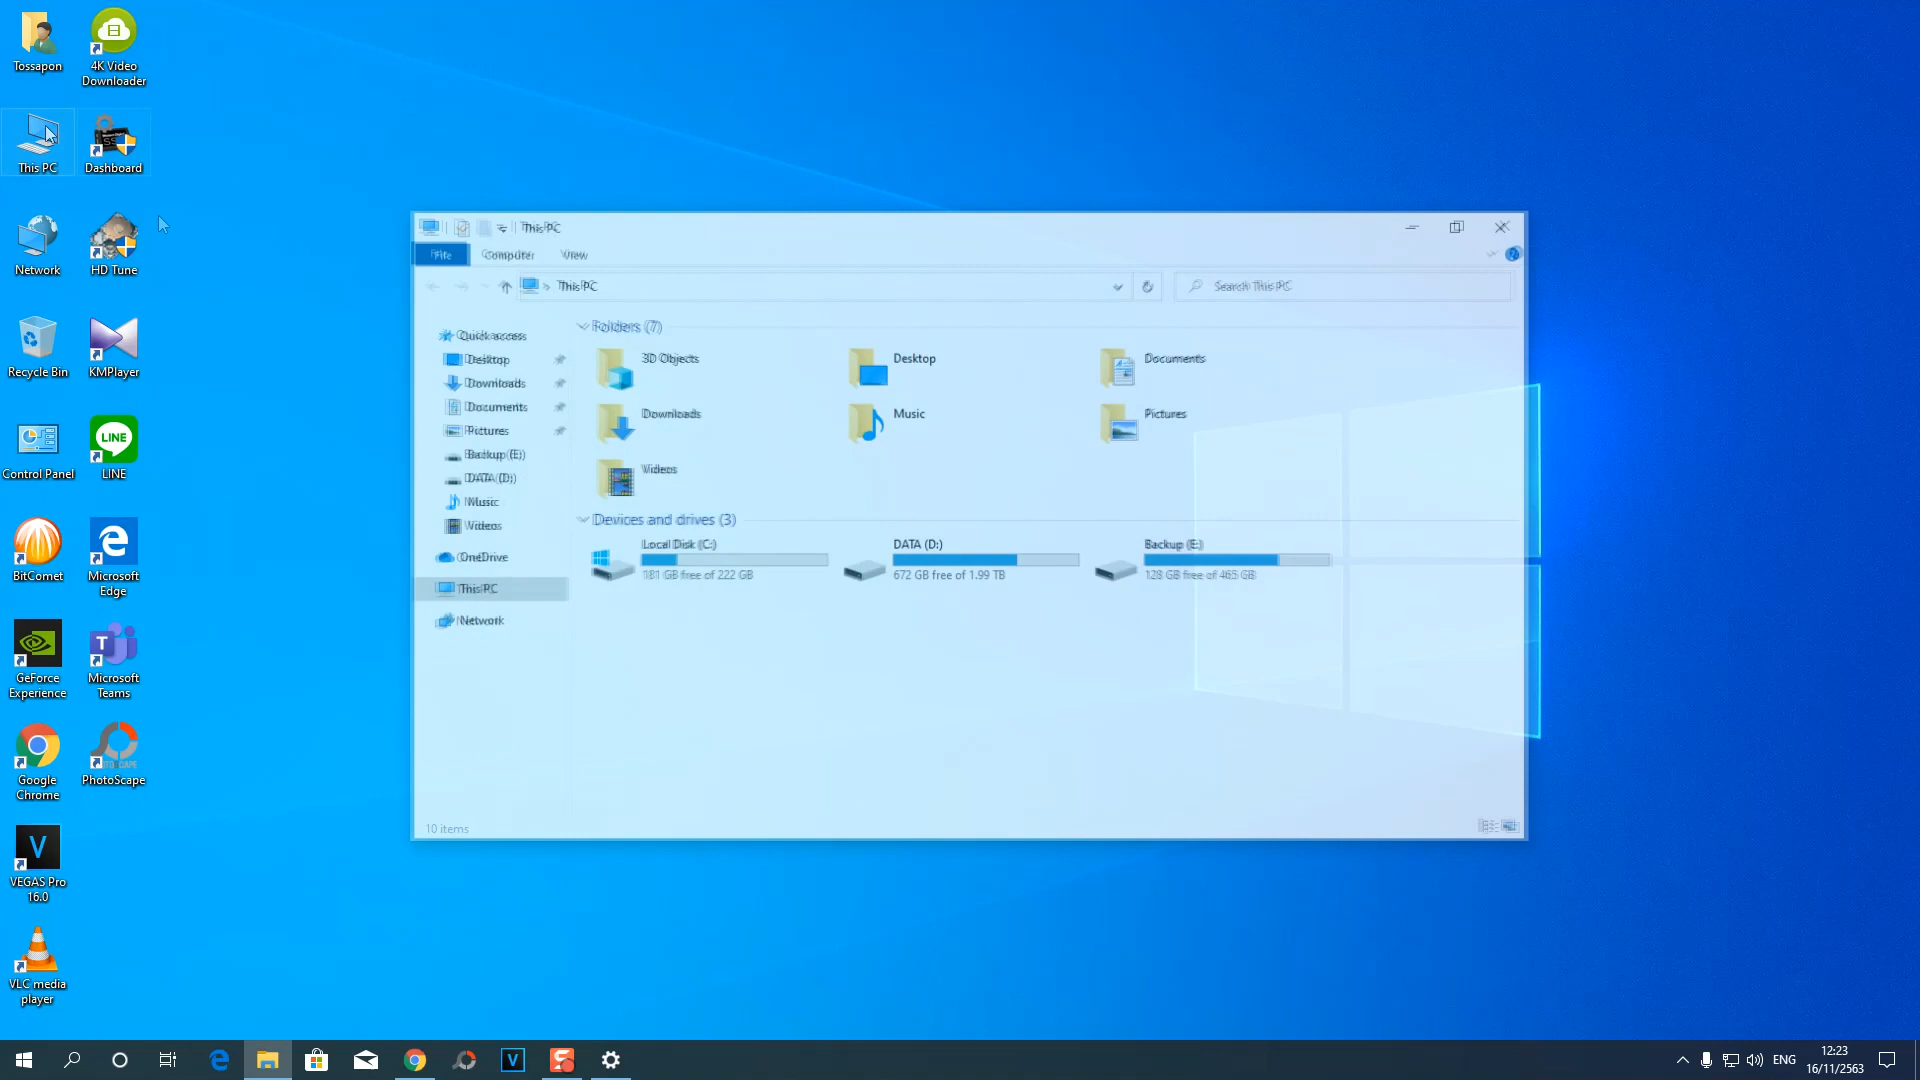 Tossapon
4K Video
Downloader
This PC
Dashboard
Network
HD Tune
Recycle Bin
KMPlayer
Control Panel
LINE
LINE
BitComet
Microsoft
Edge
GeForce
Experience
Microsoft
Teams
Google
Chrome
PhotoScape
VEGAS Pro
16.0
VLC media
player
This PC
File
Computer
View
This PC
Search This PC
Quick access
Desktop
Downloads
Documents
Pictures
Backup (E:)
DATA (D:)
Music
Videos
OneDrive
This PC
Network
Folders (7)
3D Objects
Desktop
Documents
Downloads
Music
Pictures
Videos
Devices and drives (3)
Local Disk (C:)
181 GB free of 222 GB
DATA (D:)
672 GB free of 1.99 TB
Backup (E:)
128 GB free of 465 GB
10 items
ENG
12:23
16/11/2563